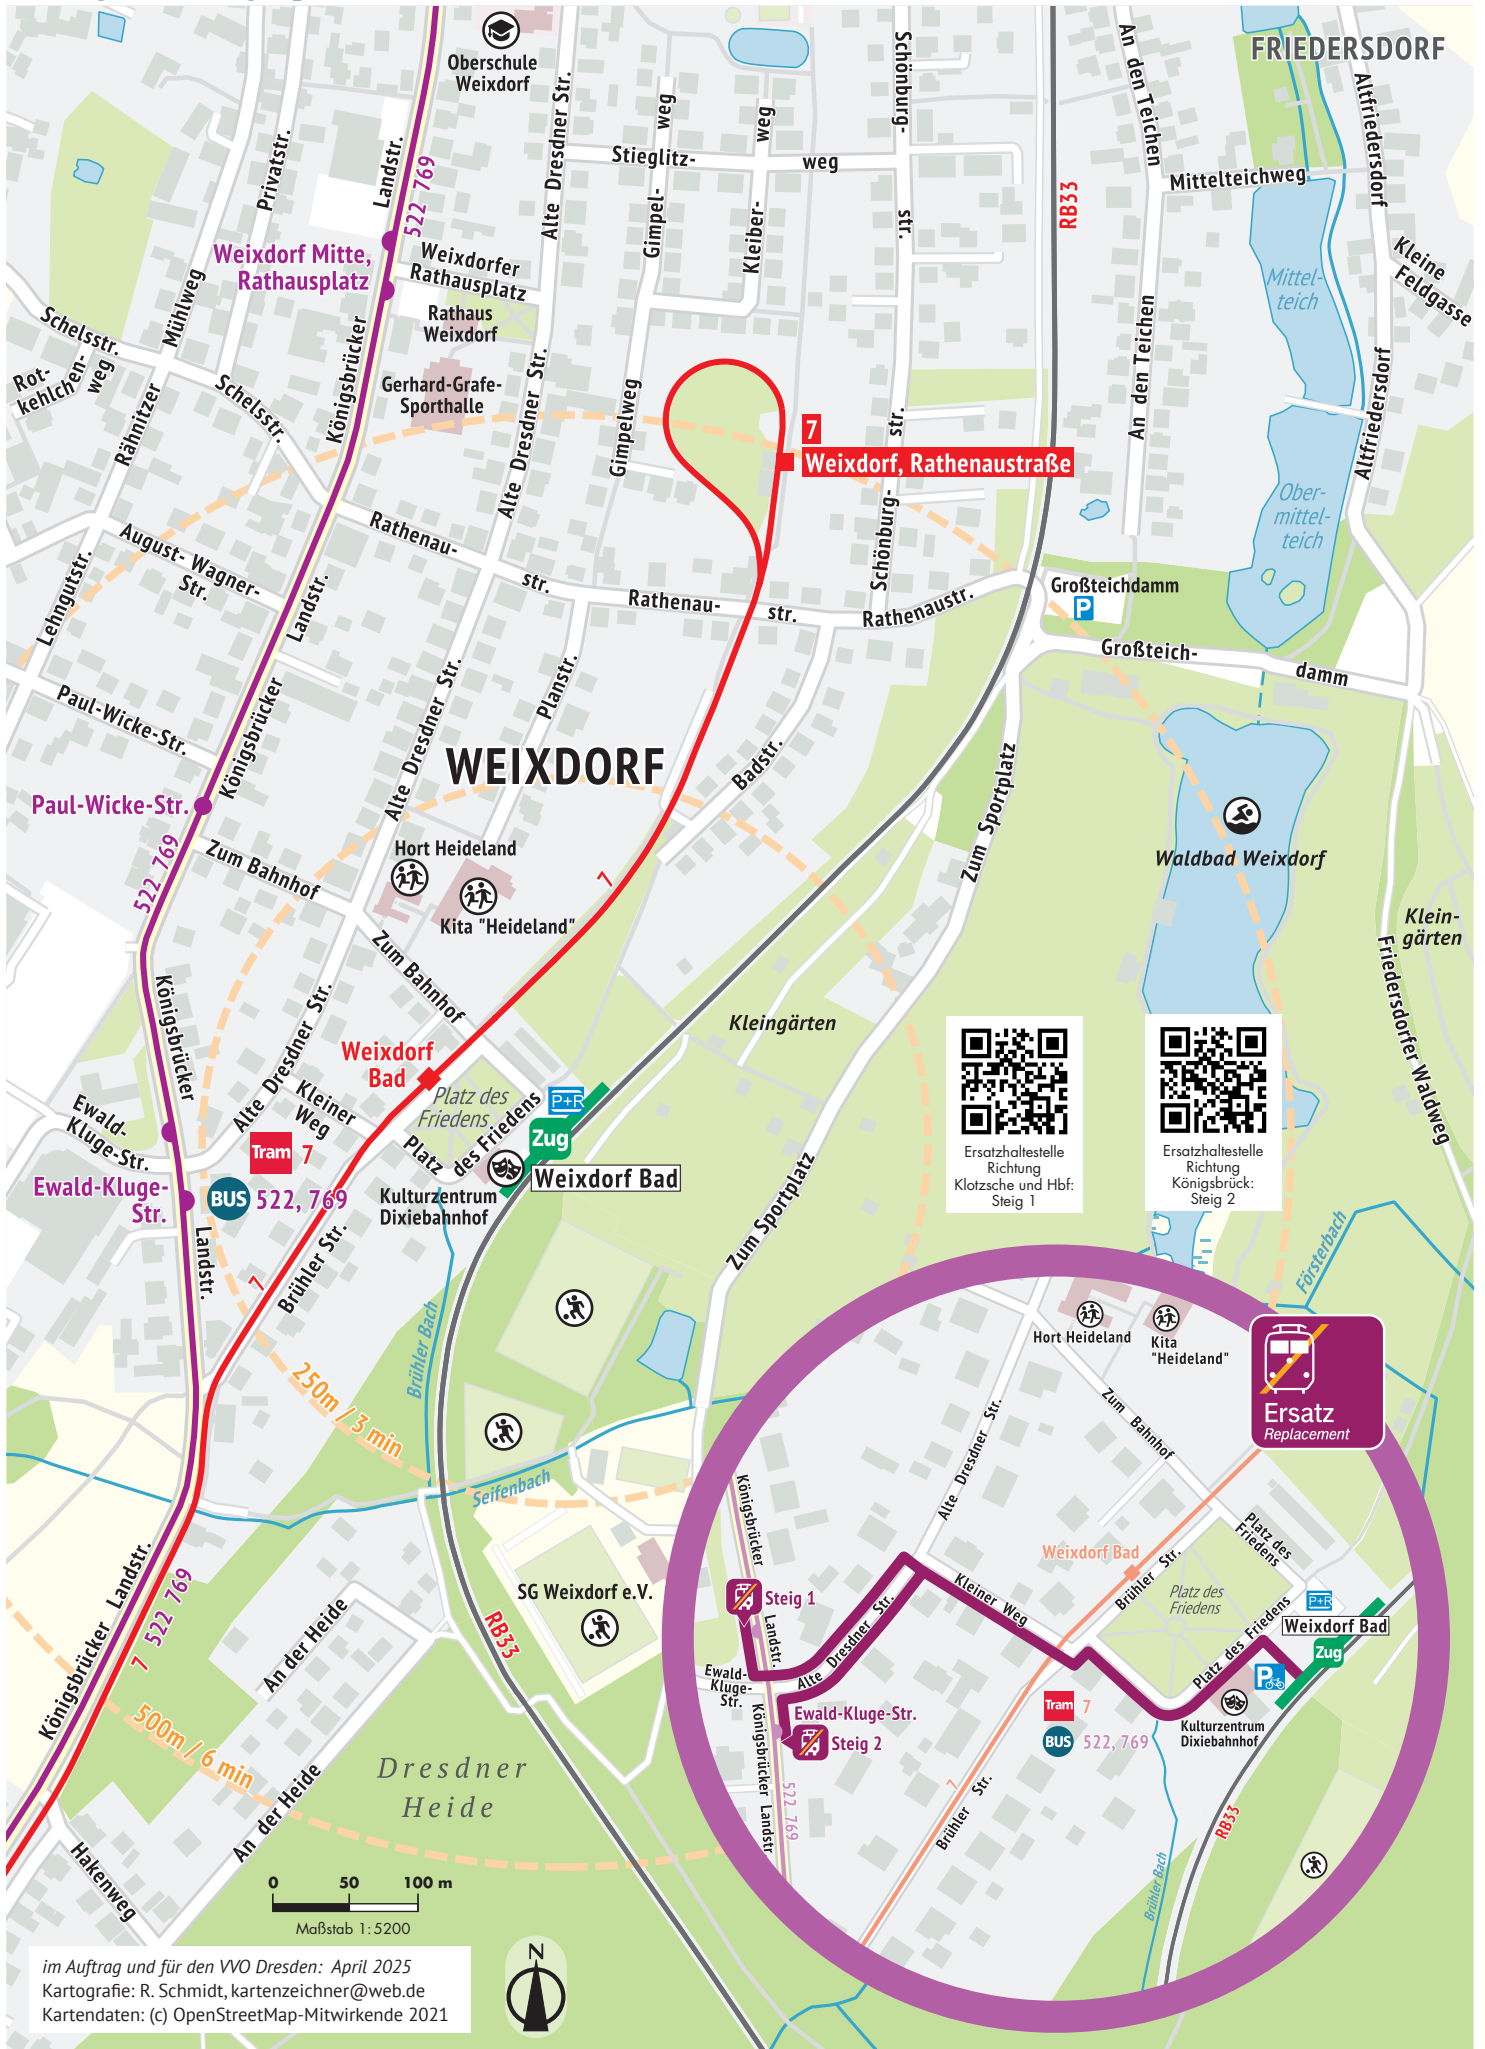 Oberschule
Weixdorf
FRIEDERSDORF
Privatstr.
Landstr.
522 769
Alte Dresdner Str.
Stieglitz-
weg
Gimpel-
weg
Kleiber-
weg
Schönburg-
str.
RB33
An den Teichen
Mittelteichweg
Altfriedersdorf
Kleine
Feldgasse
Mittel-
teich
Weixdorf Mitte,
Rathausplatz
Weixdorfer
Rathausplatz
Rathaus
Weixdorf
Gerhard-Grafe-
Sporthalle
Schelsstr.
Mühlweg
Rot-
kehlchen-
weg
Rähnitzer
Schelsstr.
Königsbrücker
Alte Dresdner Str.
Gimpelweg
7
Weixdorf, Rathenaustraße
Schönburg-
str.
An den Teichen
Altfriedersdorf
Ober-
mittel-
teich
August- Wagner-
Str.
Lehngutstr.
Landstr.
Rathenau-
str.
Rathenau-
str.
Rathenaustr.
Großteichdamm
P
Großteich-
damm
Paul-Wicke-Str.
Königsbrücker
Alte Dresdner Str.
Planstr.
WEIXDORF
Badstr.
Zum Sportplatz
Paul-Wicke-Str.
522 769
Zum Bahnhof
Hort Heideland
Kita "Heideland"
7
Waldbad Weixdorf
Klein-
gärten
Friedersdorfer Waldweg
Zum Bahnhof
Königsbrücker
Alte Dresdner Str.
Kleingärten
Weixdorf
Bad
Platz des
Friedens
Kleiner
Weg
Platz des Friedens
P+R
Zug
Weixdorf Bad
Kulturzentrum
Dixiebahnhof
Ewald-
Kluge-Str.
Tram 7
BUS 522, 769
Ewald-Kluge-
Str.
Landstr.
Brühler Str.
7
Zum Sportplatz
Ersatzhaltestelle
Richtung
Klotzsche und Hbf:
Steig 1
Ersatzhaltestelle
Richtung
Königsbrück:
Steig 2
Försterbach
Brühler Bach
250m / 3 min
Seifenbach
SG Weixdorf e.V.
RB33
Königsbrücker Landstr.
7
522 769
An der Heide
500m / 6 min
An der Heide
Hakenweg
Dresdner
Heide
Ersatz
Replacement
Hort Heideland
Kita
"Heideland"
Zum Bahnhof
Alte Dresdner Str.
Königsbrücker
Landstr.
Steig 1
Weixdorf Bad
Brühler Str.
Platz des
Friedens
Platz des
Friedens
P+R
Weixdorf Bad
Zug
Kleiner Weg
Alte Dresdner Str.
Ewald-
Kluge-
Str.
Ewald-Kluge-Str.
Steig 2
Königsbrücker Landstr
522 769
Platz des Friedens
P
Kulturzentrum
Dixiebahnhof
Tram 7
BUS 522, 769
7
Brühler Str.
Brühler Bach
RB33
0 50 100 m
Maßstab 1:5200
N
im Auftrag und für den VVO Dresden: April 2025
Kartografie: R. Schmidt, kartenzeichner@web.de
Kartendaten: (c) OpenStreetMap-Mitwirkende 2021